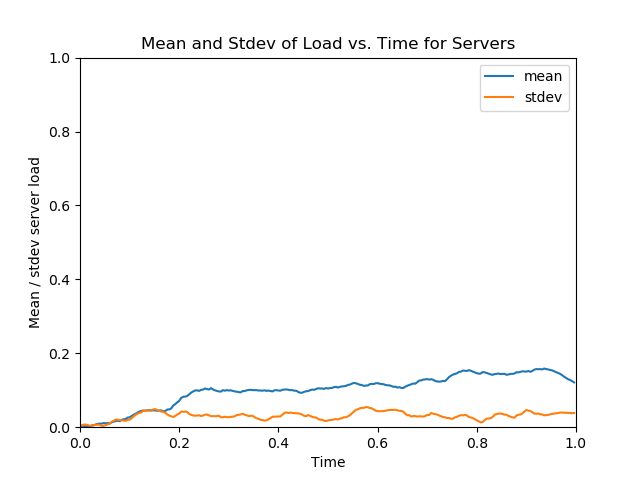 Mean and Stdev of Load vs. Time for Servers
1.0
mean
stdev
0.8
0.6
0.4
0.2
0.0
Mean / stdev server load
0.0 0.2 0.4 0.6 0.8 1.0
Time